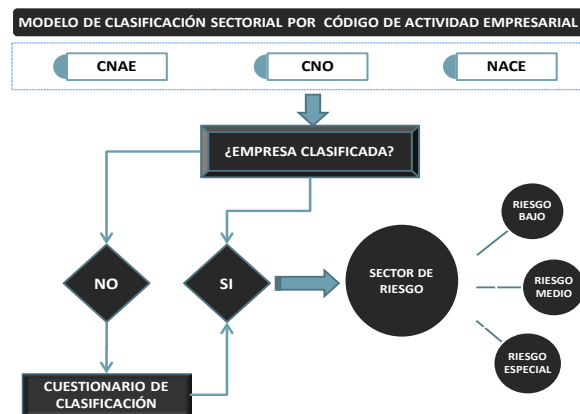 MODELO DE CLASIFICACIÓN SECTORIAL POR CÓDIGO DE ACTIVIDAD EMPRESARIAL
CNAE
CNO
NACE
¿EMPRESA CLASIFICADA?
NO
SI
SECTOR DE
RIESGO
RIESGO
BAJO
RIESGO
MEDIO
RIESGO
ESPECIAL
CUESTIONARIO DE
CLASIFICACIÓN